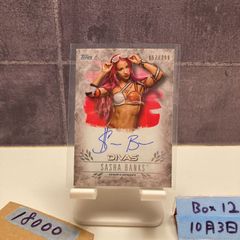 Topps
DIVAS
SASHA BANKS
18000
Box 12
10月3日